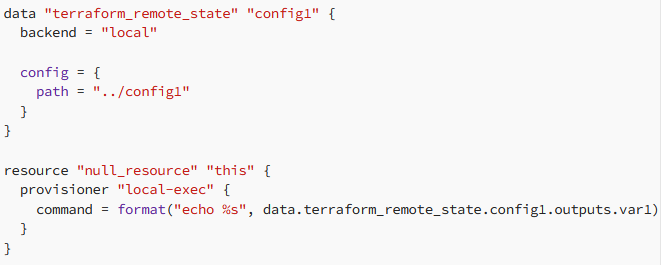 data "terraform_remote_state" "config1" {
  backend = "local"

  config = {
    path = "../config1"
  }
}

resource "null_resource" "this" {
  provisioner "local-exec" {
    command = format("echo %s", data.terraform_remote_state.config1.outputs.var1)
  }
}